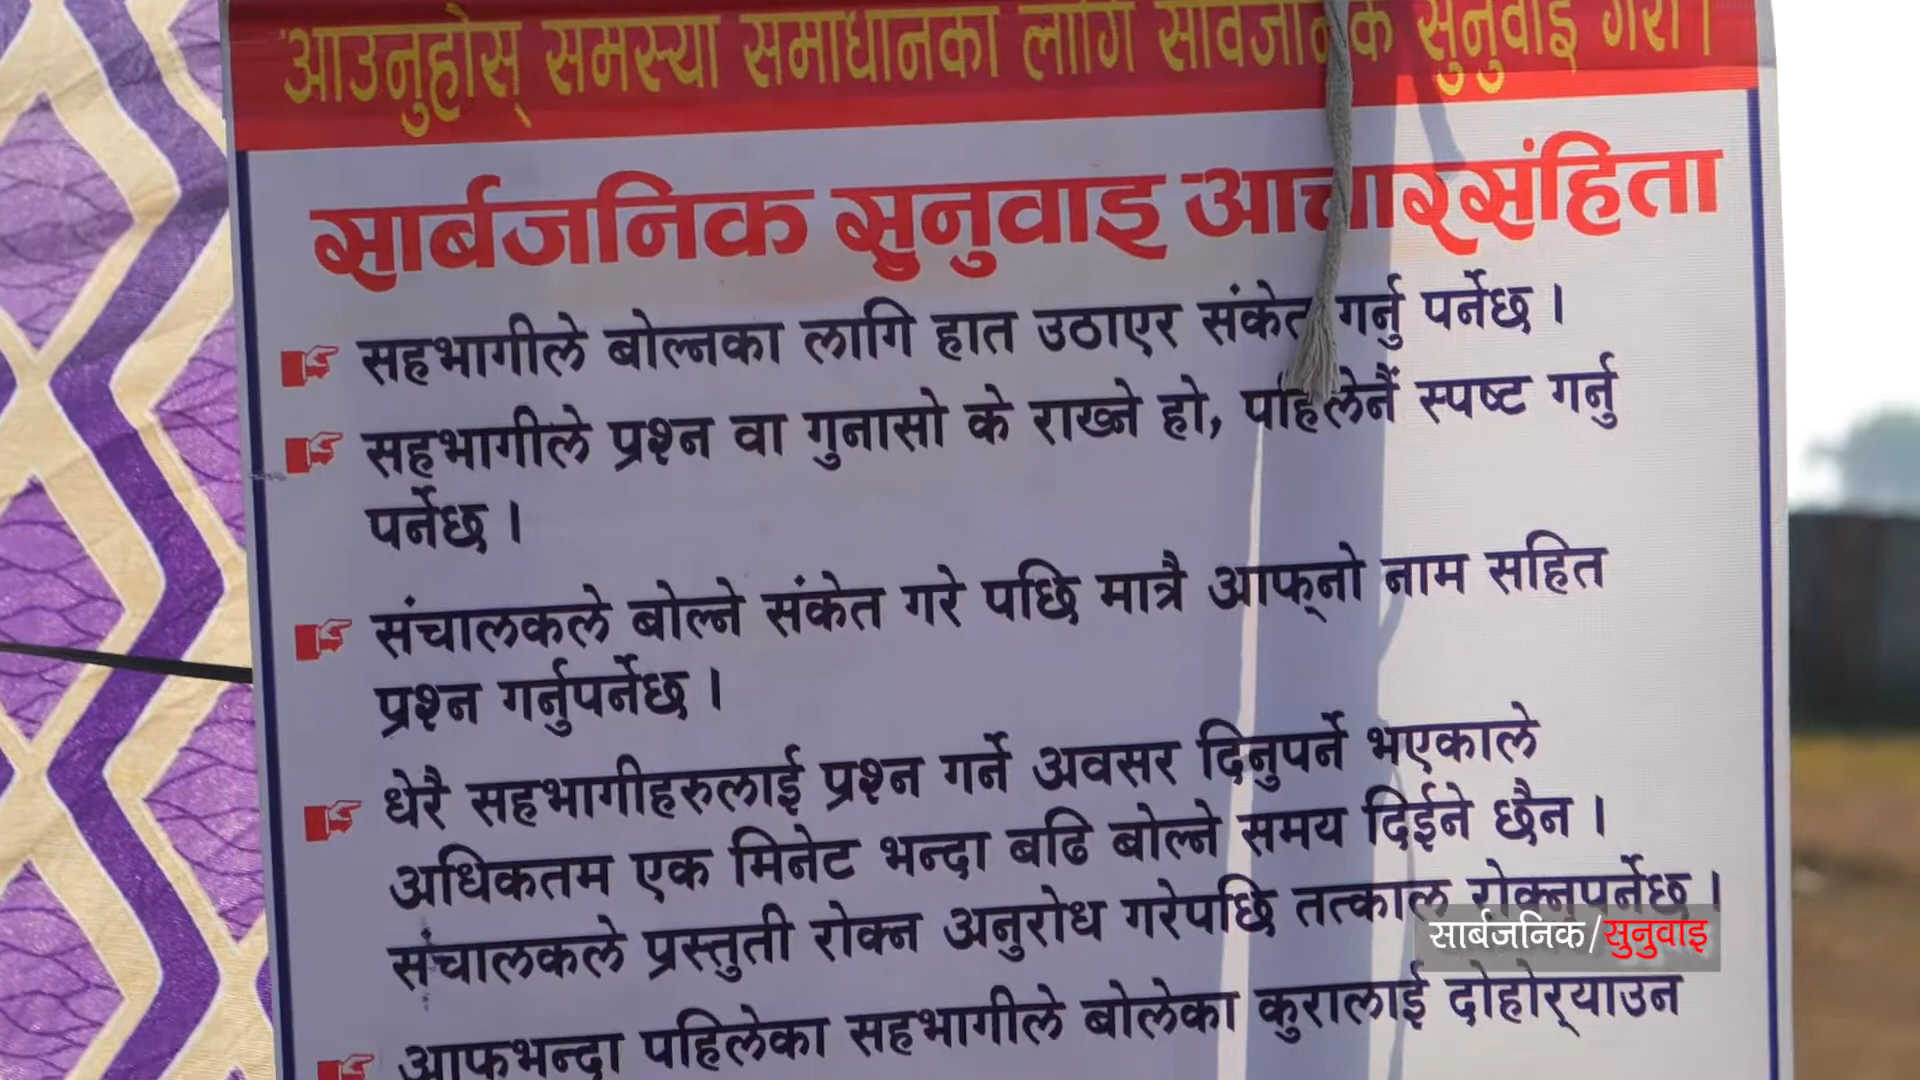 आउनुहोस् समस्या समाधानका लागि सार्वजनिक सुनुवाइ गरौं ।
सार्बजनिक सुनुवाइ आचारसंहिता
सहभागीले बोल्नका लागि हात उठाएर संकेत गर्नु पर्नेछ ।
सहभागीले प्रश्न वा गुनासो के राख्ने हो, पहिलेनैं स्पष्ट गर्नु
पर्नेछ ।
संचालकले बोल्ने संकेत गरे पछि मात्रै आफ्‌नो नाम सहित
प्रश्न गर्नुपर्नेछ ।
धेरै सहभागीहरुलाई प्रश्न गर्ने अवसर दिनुपर्ने भएकाले
अधिकतम एक मिनेट भन्दा बढि बोल्ने समय दिईने छैन ।
संचालकले प्रस्तुती रोक्न अनुरोध गरेपछि तत्काल रोक्नुपर्नेछ ।
सार्बजनिक/सुनुवाइ
आफुभन्दा पहिलेका सहभागीले बोलेका कुरालाई दोहोर्‍याउन